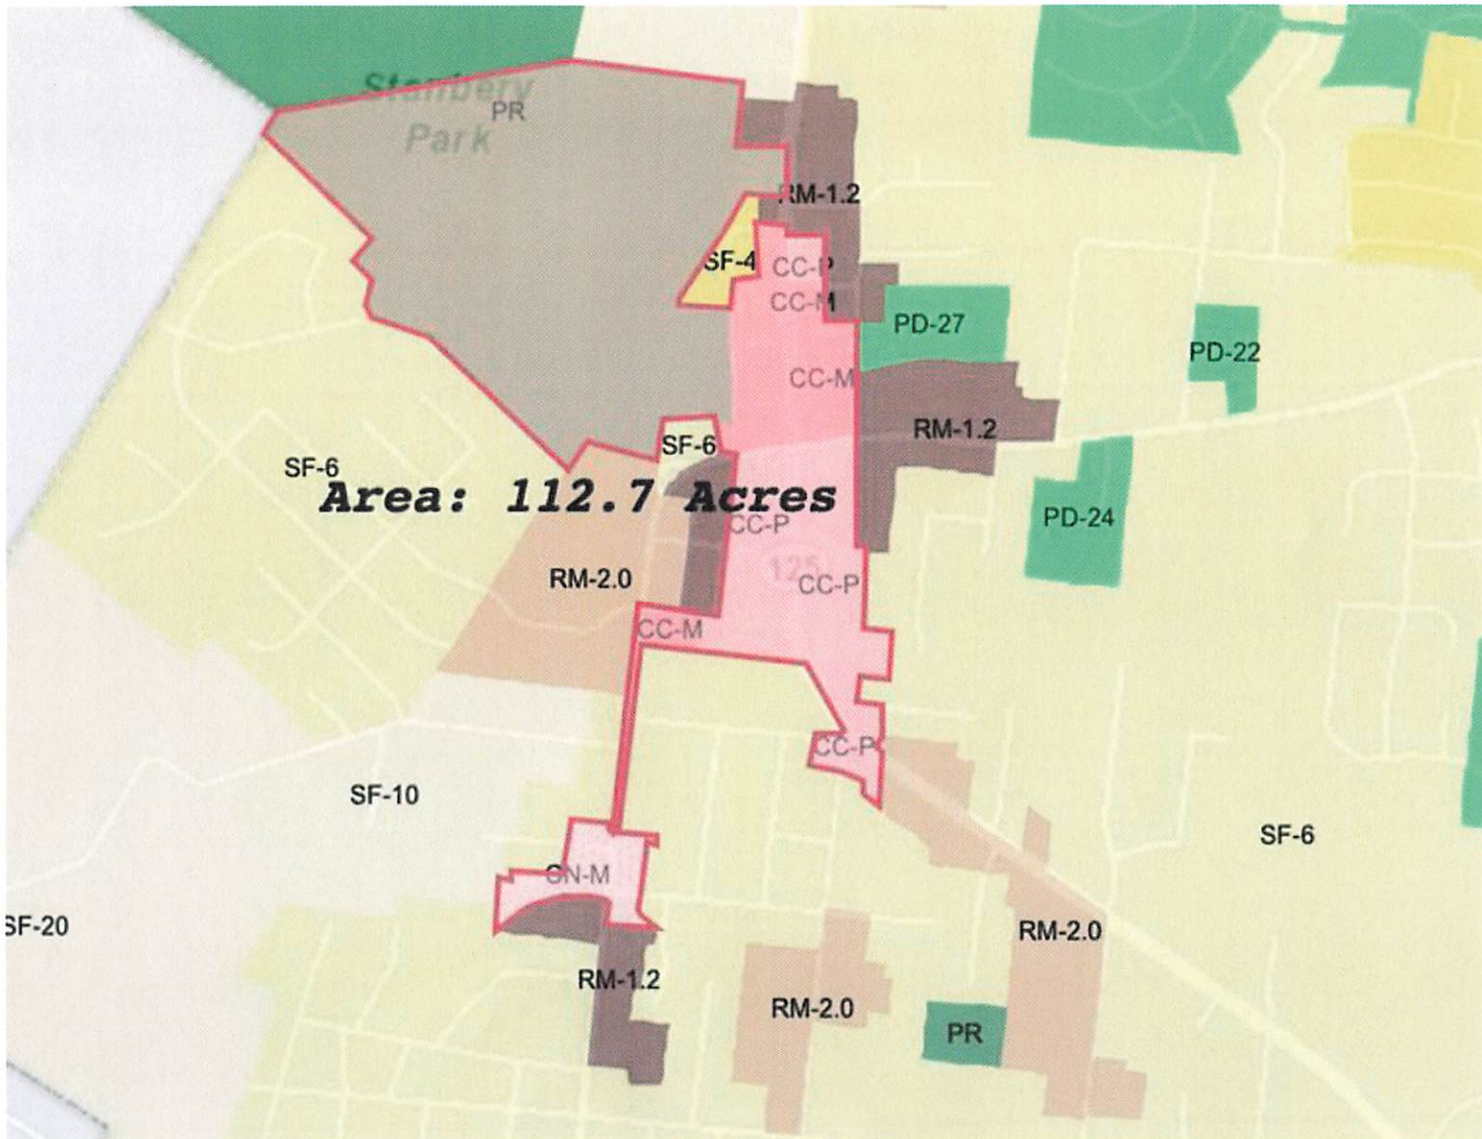 Stanbery
PR
Park
RM-1.2
SF-4
CC-P
CC-M
PD-27
PD-22
CC-M
RM-1.2
SF-6
SF-6
Area: 112.7 Acres
CC-P
PD-24
125
RM-2.0
CC-P
CC-M
CC-P
SF-10
SF-6
CN-M
SF-20
RM-2.0
RM-1.2
RM-2.0
PR